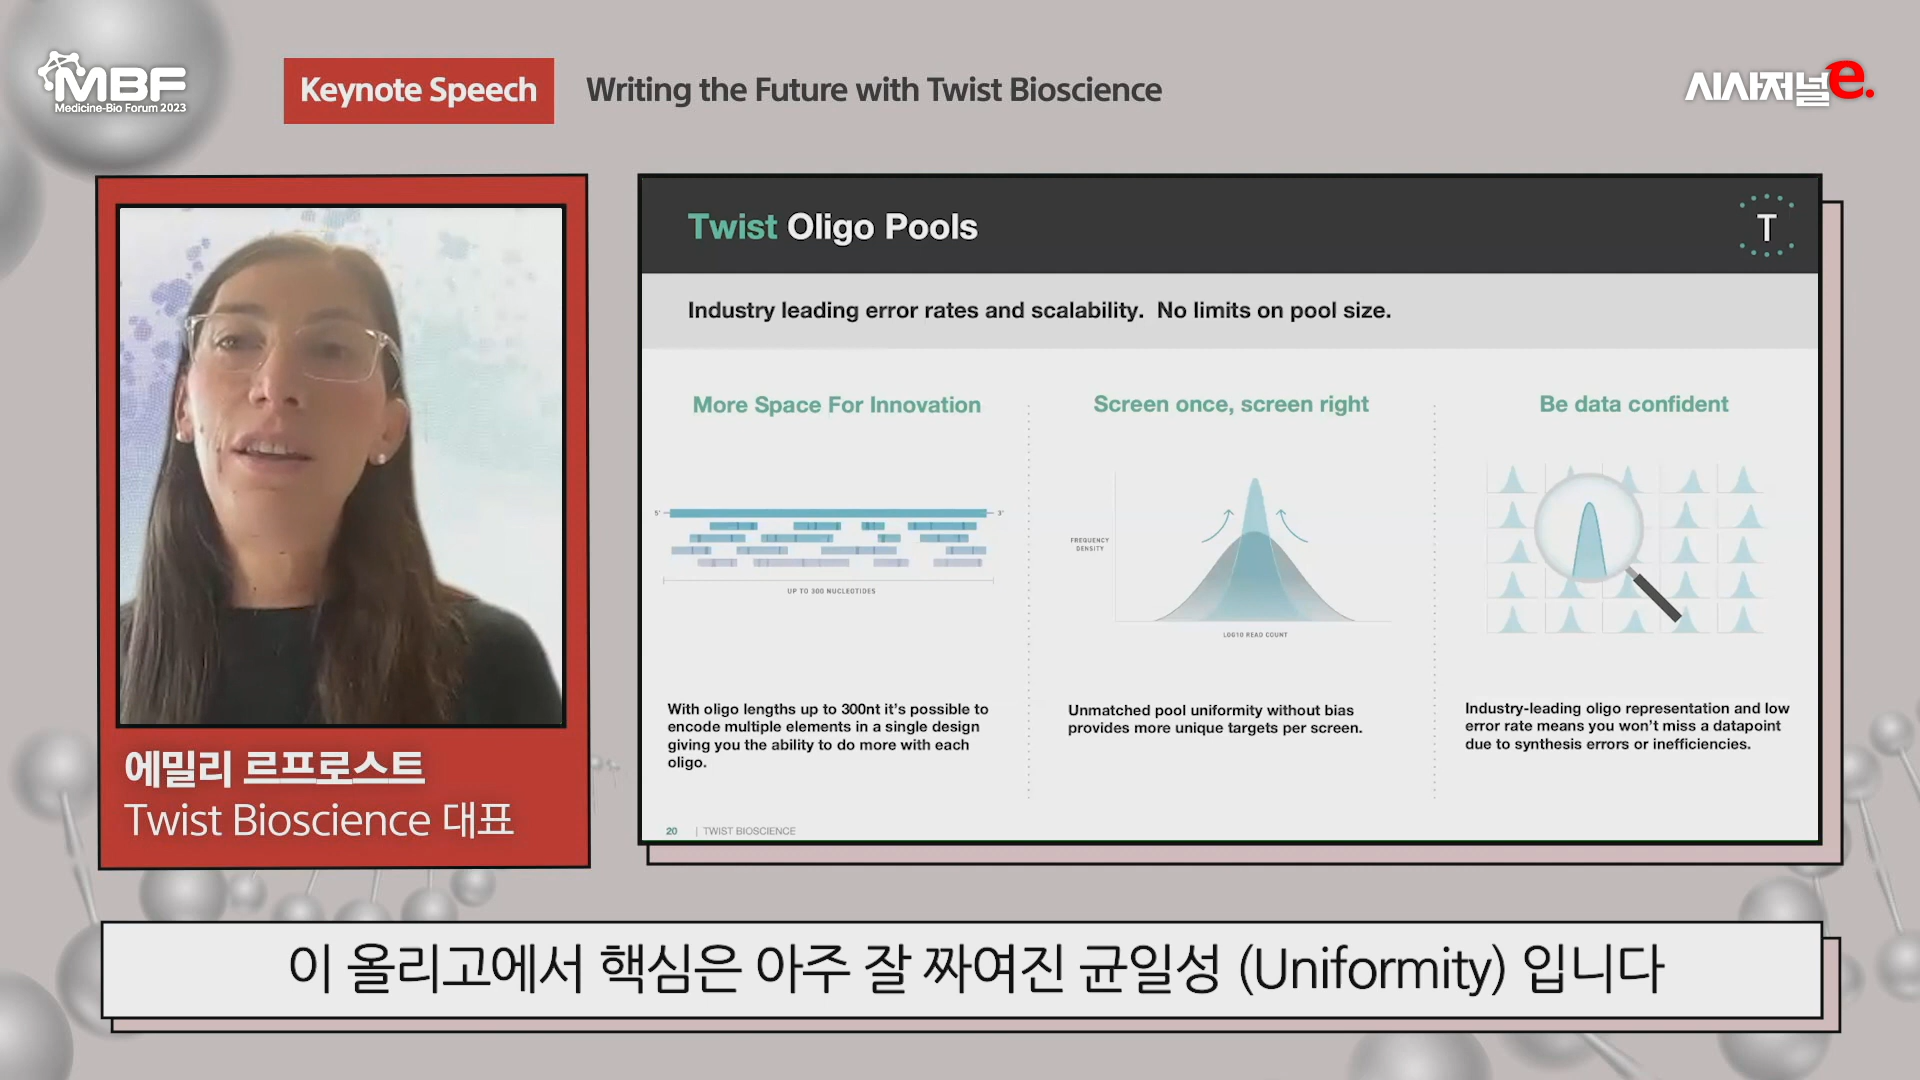 MBF
Medicine-Bio Forum 2023
Keynote Speech
Writing the Future with Twist Bioscience
시사저널e.
Twist Oligo Pools
T
Industry leading error rates and scalability. No limits on pool size.
More Space For Innovation
5'
3'
UP TO 300 NUCLEOTIDES
With oligo lengths up to 300nt it's possible to
encode multiple elements in a single design
giving you the ability to do more with each
oligo.
Screen once, screen right
FREQUENCY
DENSITY
LOG10 READ COUNT
Unmatched pool uniformity without bias
provides more unique targets per screen.
Be data confident
Industry-leading oligo representation and low
error rate means you won't miss a datapoint
due to synthesis errors or inefficiencies.
20 | TWIST BIOSCIENCE
에밀리 르프로스트
Twist Bioscience 대표
이 올리고에서 핵심은 아주 잘 짜여진 균일성 (Uniformity) 입니다